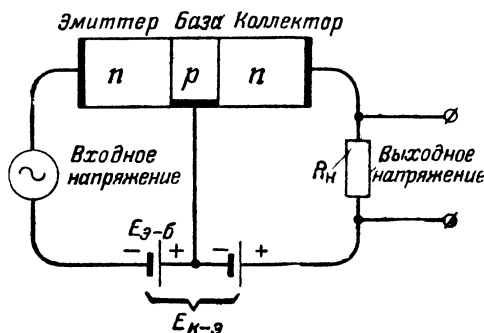 Эмиттер База Коллектор
n p n
Входное
напряжение
Rн
Выходное
напряжение
Eэ-б
- + - +
Eк-э